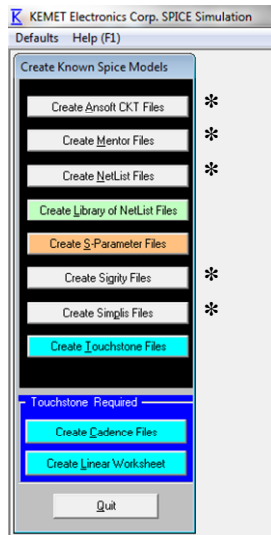 KEMET Electronics Corp. SPICE Simulation
Defaults Help (F1)
Create Known Spice Models
Create Ansoft CKT Files *
Create Mentor Files *
Create NetList Files *
Create Library of NetList Files
Create S-Parameter Files
Create Sigrity Files *
Create Simplis Files *
Create Touchstone Files
Touchstone Required
Create Cadence Files
Create Linear Worksheet
Quit